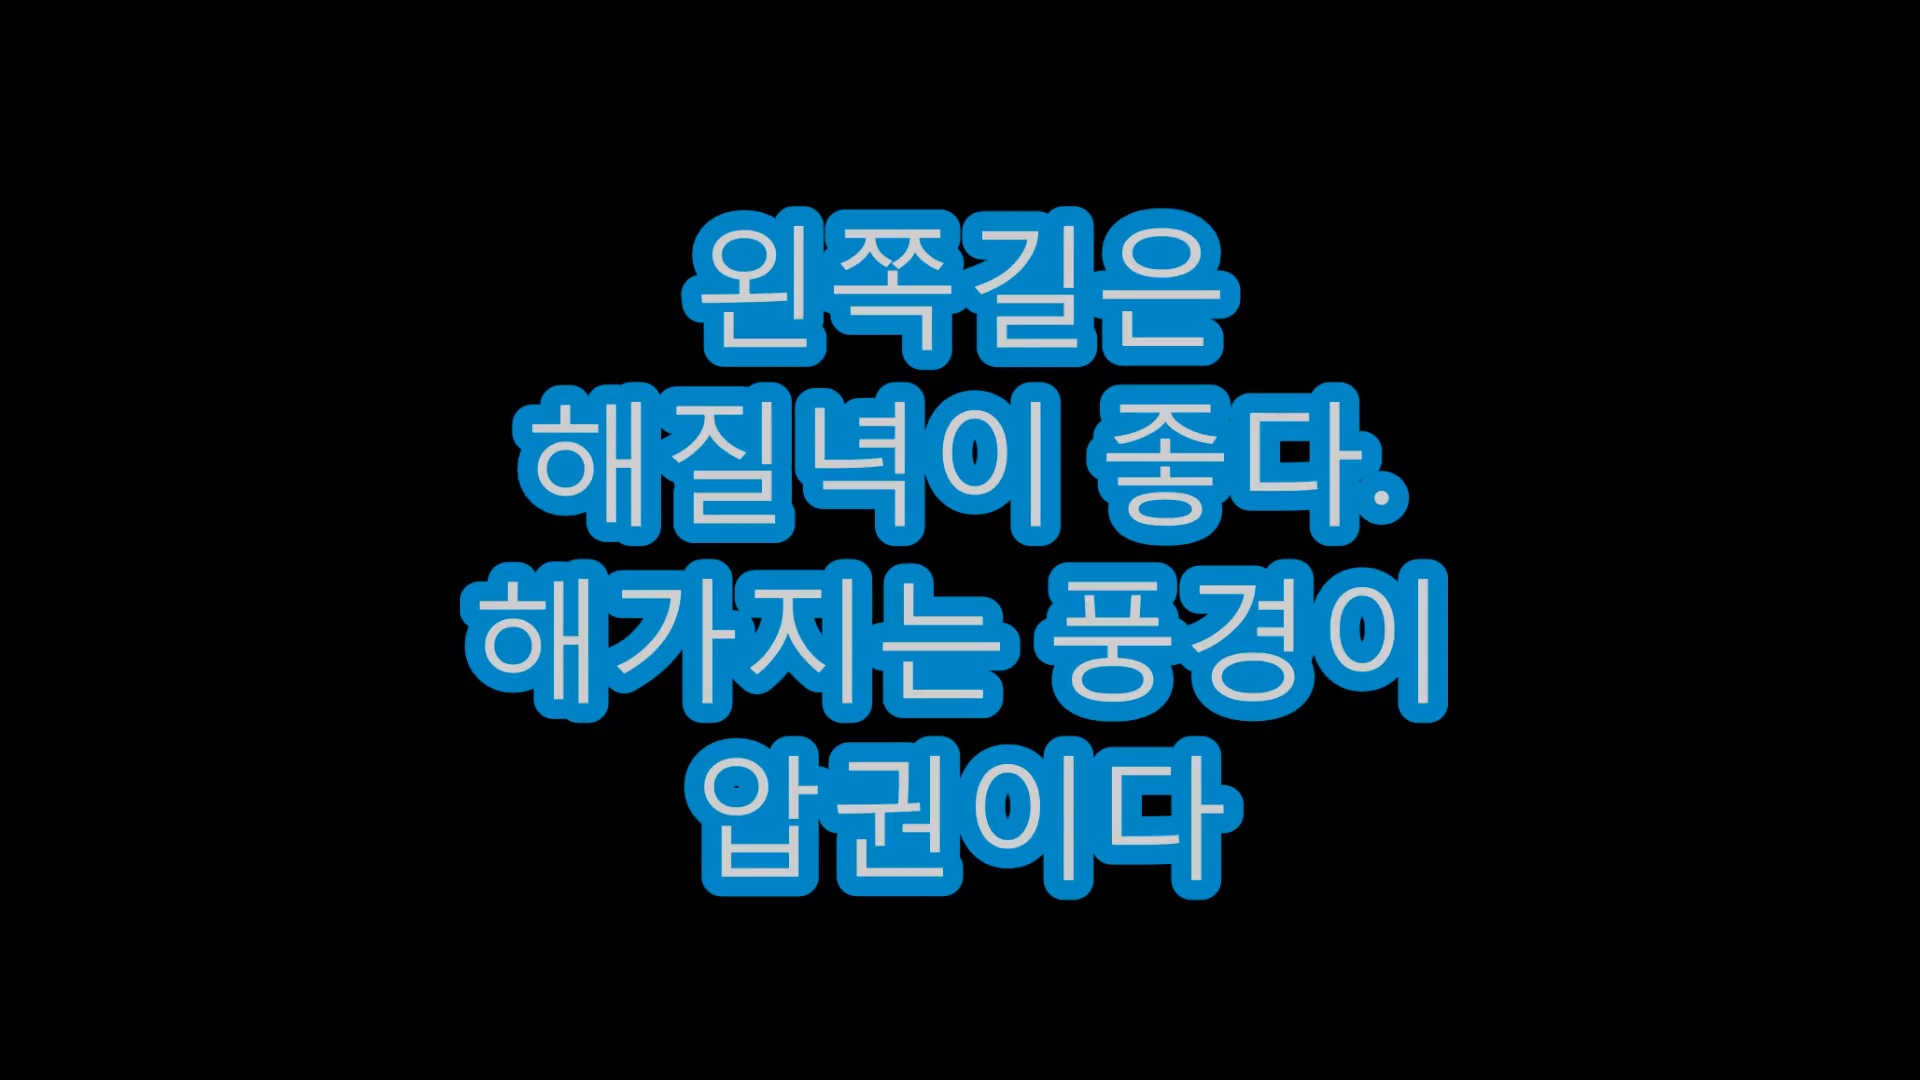 왼쪽길은
해질녁이 좋다.
해가지는 풍경이
압권이다